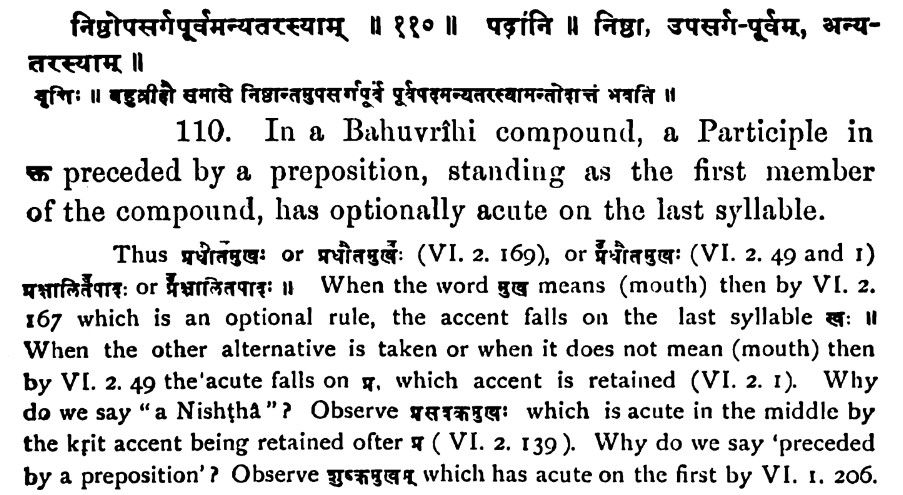 निष्ठोपसर्गपूर्वमन्यतरस्याम् ॥ ११० ॥ पदानि ॥ निष्ठा, उपसर्ग-पूर्वम्, अन्य-
तरस्याम् ॥
वृत्तिः ॥ बहुव्रीहौ समासे निष्ठान्तमुपसर्गपूर्वं पूर्वपदमन्यतरस्यामन्तोदात्तं भवति ॥
110. In a Bahuvrîhi compound, a Participle in
क्त preceded by a preposition, standing as the first member
of the compound, has optionally acute on the last syllable.
Thus प्रधौतमुखः or प्रधौतमुखः (VI. 2. 169), or प्रधौतमुखः (VI. 2. 49 and 1)
प्रक्षालितपादः or प्रक्षालितपादः ॥ When the word मुख means (mouth) then by VI. 2.
167 which is an optional rule, the accent falls on the last syllable खः ॥
When the other alternative is taken or when it does not mean (mouth) then
by VI. 2. 49 the acute falls on प्र, which accent is retained (VI. 2. 1). Why
do we say "a Nishṭhâ"? Observe प्रसेचकमुखः which is acute in the middle by
the kṛit accent being retained ofter प्र ( VI. 2. 139 ). Why do we say 'preceded
by a preposition'? Observe शुष्कमुखम् which has acute on the first by VI. 1. 206.